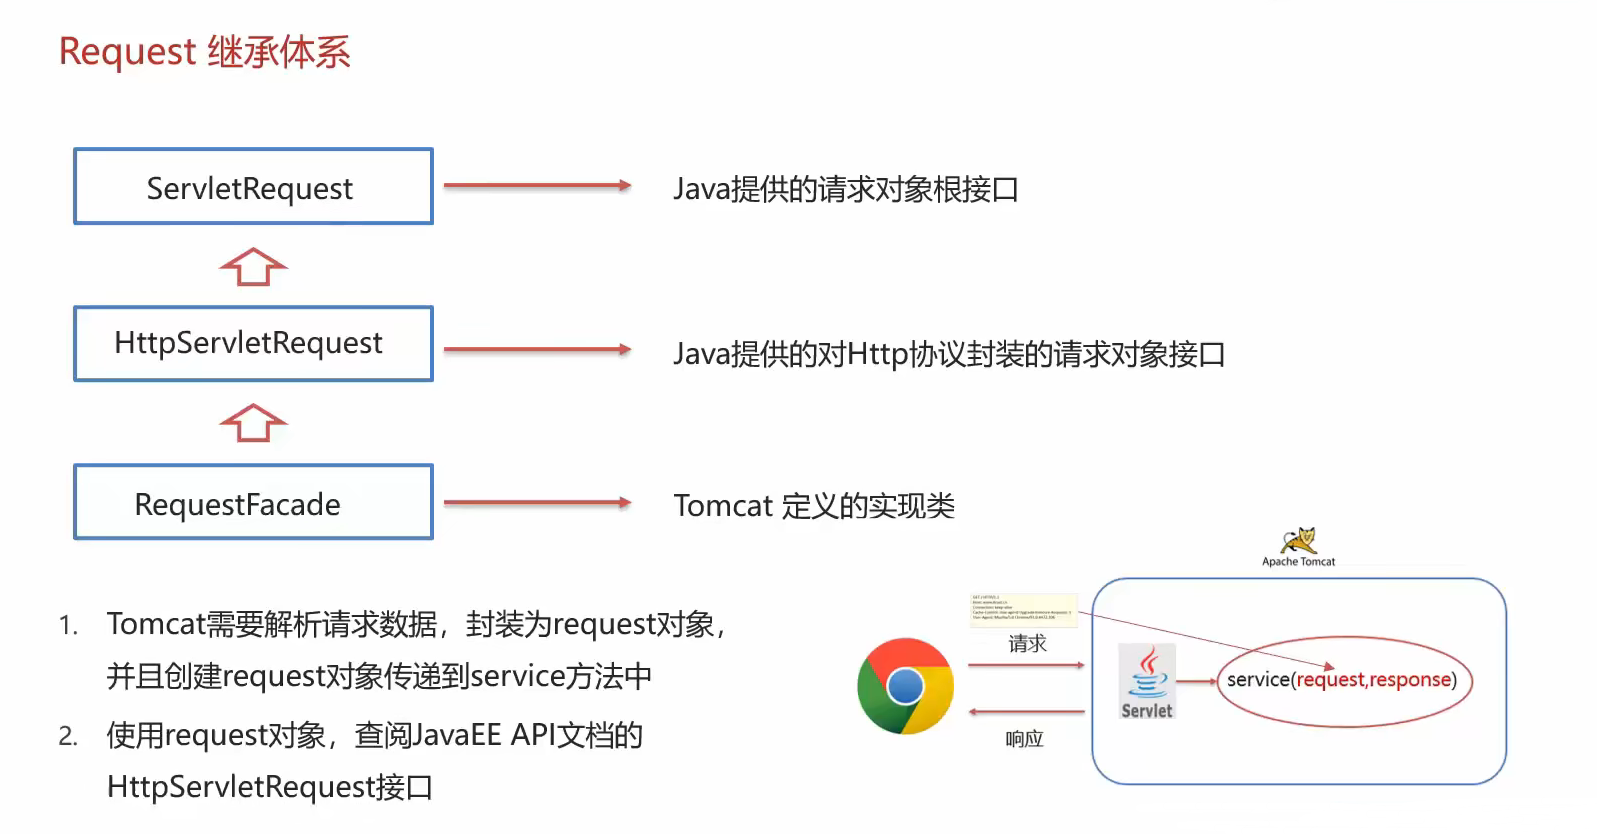 Request 继承体系
ServletRequest
Java提供的请求对象根接口
HttpServletRequest
Java提供的对Http协议封装的请求对象接口
RequestFacade
Tomcat 定义的实现类
1. Tomcat需要解析请求数据，封装为request对象，
并且创建request对象传递到service方法中
2. 使用request对象，查阅JavaEE API文档的
HttpServletRequest接口
Apache Tomcat
请求
响应
Servlet
service(request,response)